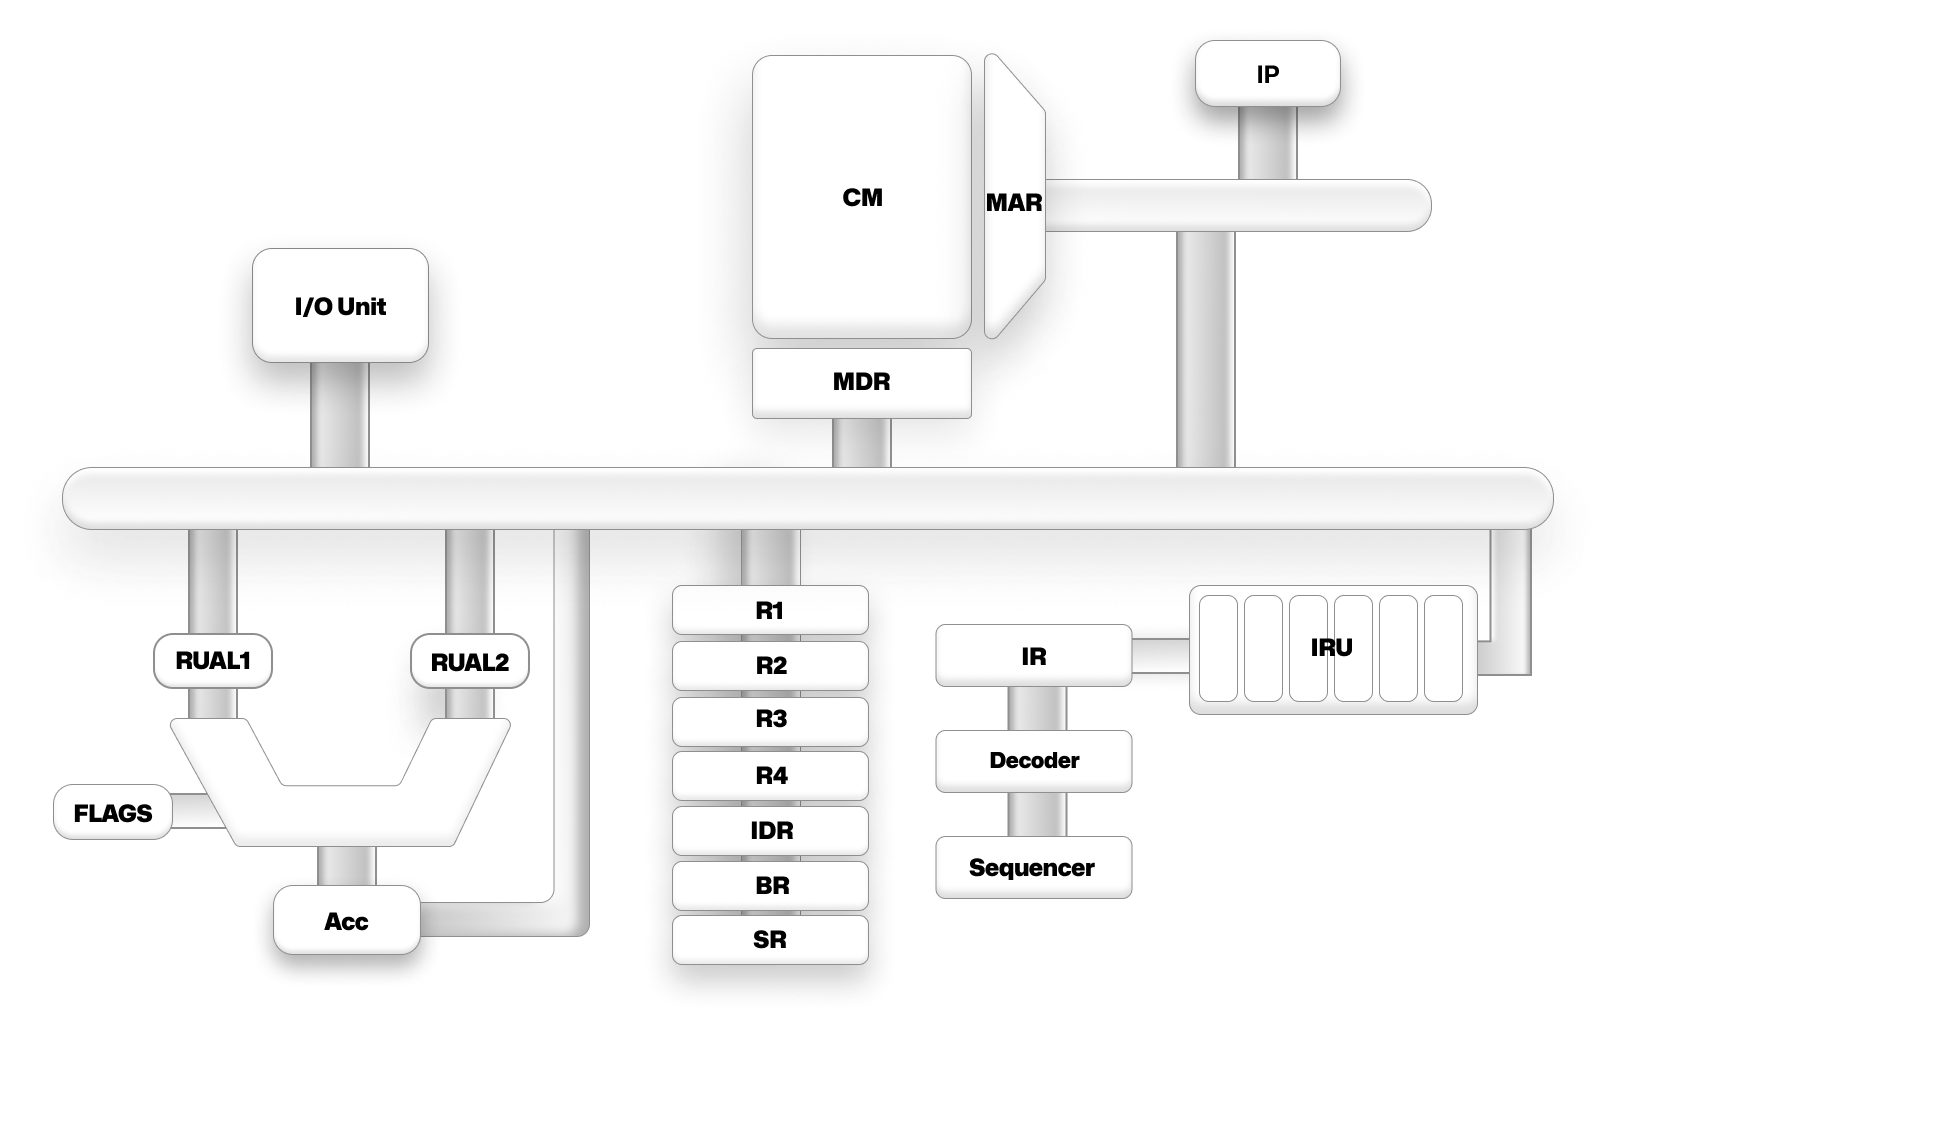 IP
CM
MAR
I/O Unit
MDR
R1
R2
R3
R4
IDR
BR
SR
RUAL1
RUAL2
FLAGS
Acc
IR
IRU
Decoder
Sequencer